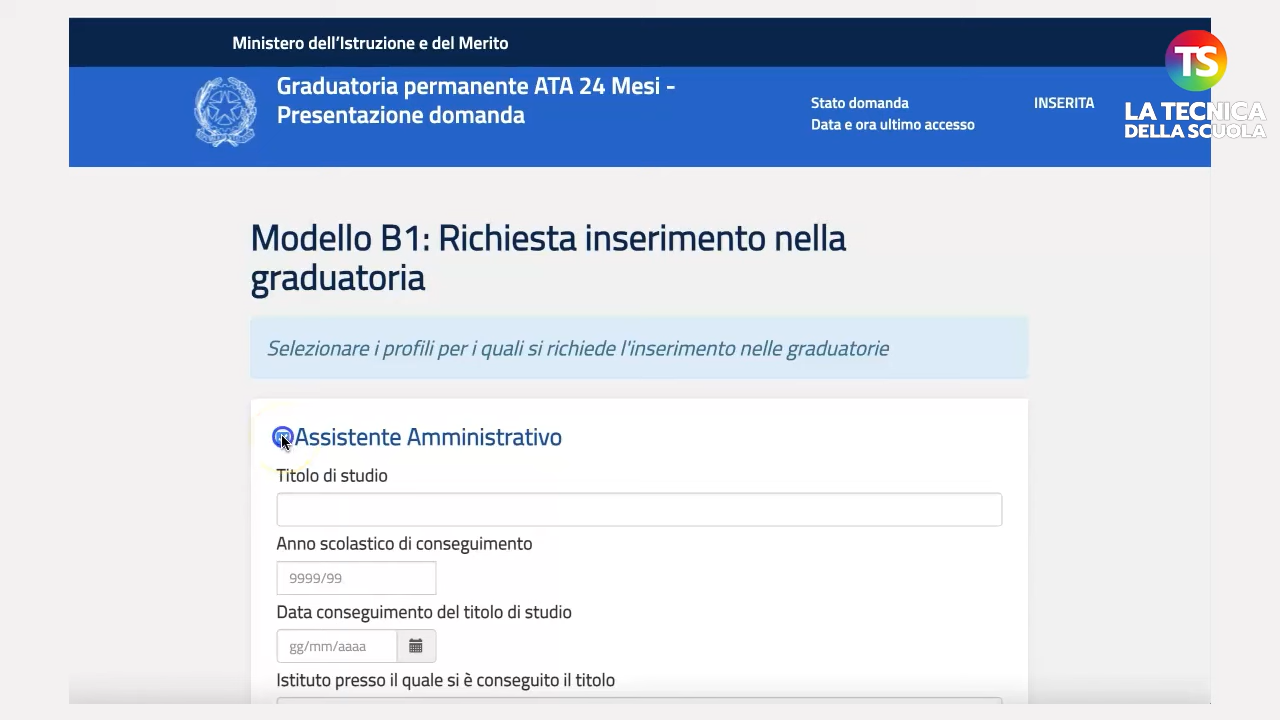 Ministero dell'Istruzione e del Merito
TS
Graduatoria permanente ATA 24 Mesi -
Presentazione domanda
Stato domanda
INSERITA
Data e ora ultimo accesso
LA TECNICA
DELLA SCUOLA
Modello B1: Richiesta inserimento nella
graduatoria
Selezionare i profili per i quali si richiede l'inserimento nelle graduatorie
Assistente Amministrativo
Titolo di studio
Anno scolastico di conseguimento
9999/99
Data conseguimento del titolo di studio
gg/mm/aaaa
Istituto presso il quale si è conseguito il titolo